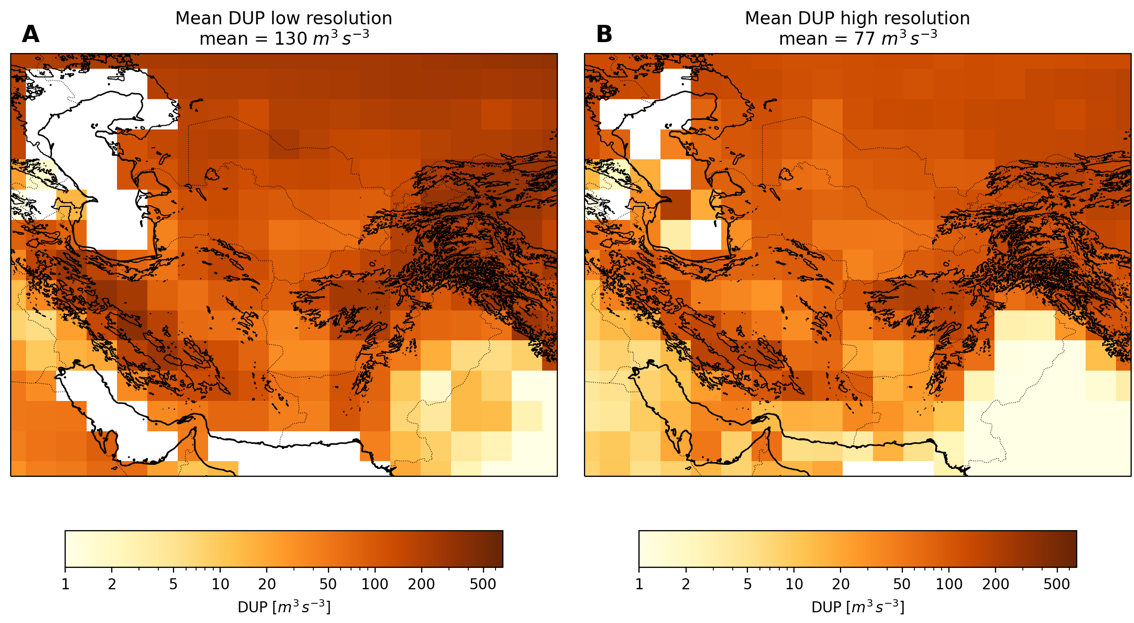 A
Mean DUP low resolution
mean = 130 m³ s⁻³
B
Mean DUP high resolution
mean = 77 m³ s⁻³
1 2 5 10 20 50 100 200 500
DUP [m³ s⁻³]
1 2 5 10 20 50 100 200 500
DUP [m³ s⁻³]